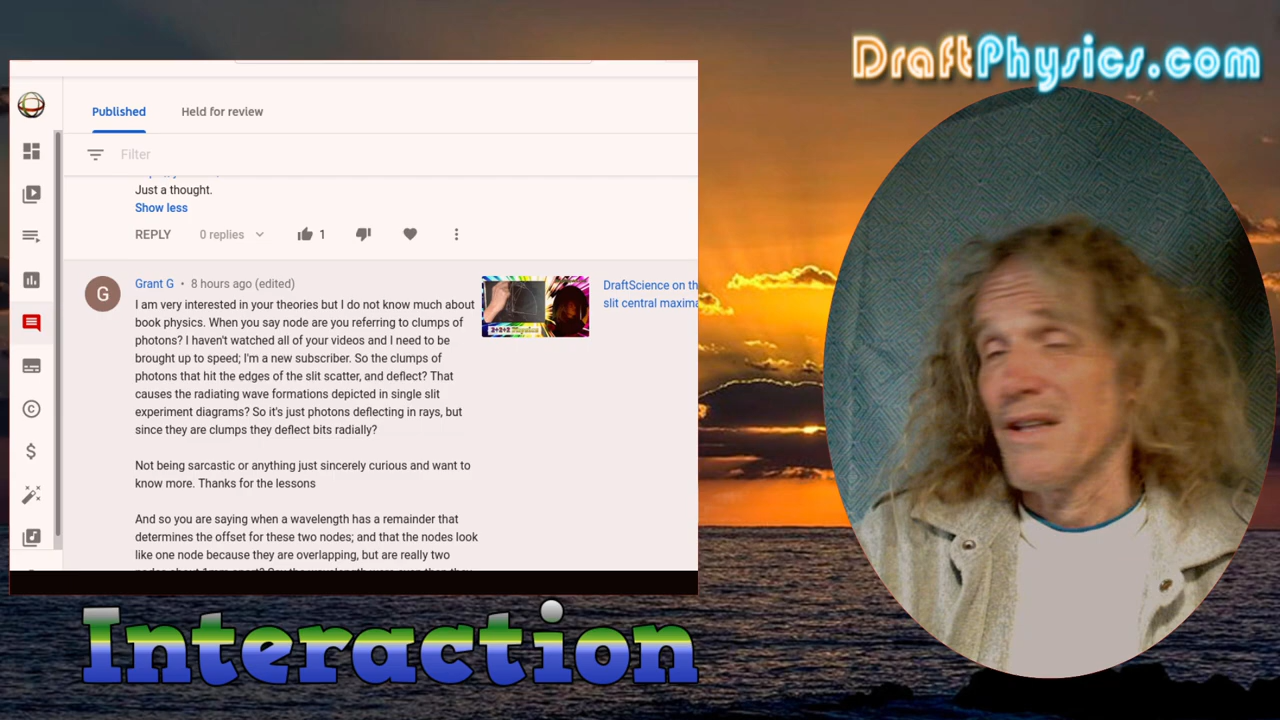 DraftPhysics.com
Published
Held for review
Filter
Just a thought.
Show less
REPLY 0 replies 1
G
Grant G • 8 hours ago (edited)
I am very interested in your theories but I do not know much about
book physics. When you say node are you referring to clumps of
photons? I haven't watched all of your videos and I need to be
brought up to speed; I'm a new subscriber. So the clumps of
photons that hit the edges of the slit scatter, and deflect? That
causes the radiating wave formations depicted in single slit
experiment diagrams? So it's just photons deflecting in rays, but
since they are clumps they deflect bits radially?
Not being sarcastic or anything just sincerely curious and want to
know more. Thanks for the lessons
And so you are saying when a wavelength has a remainder that
determines the offset for these two nodes; and that the nodes look
like one node because they are overlapping, but are really two
2+2=2 Physics
DraftScience on th
slit central maxima
Interaction